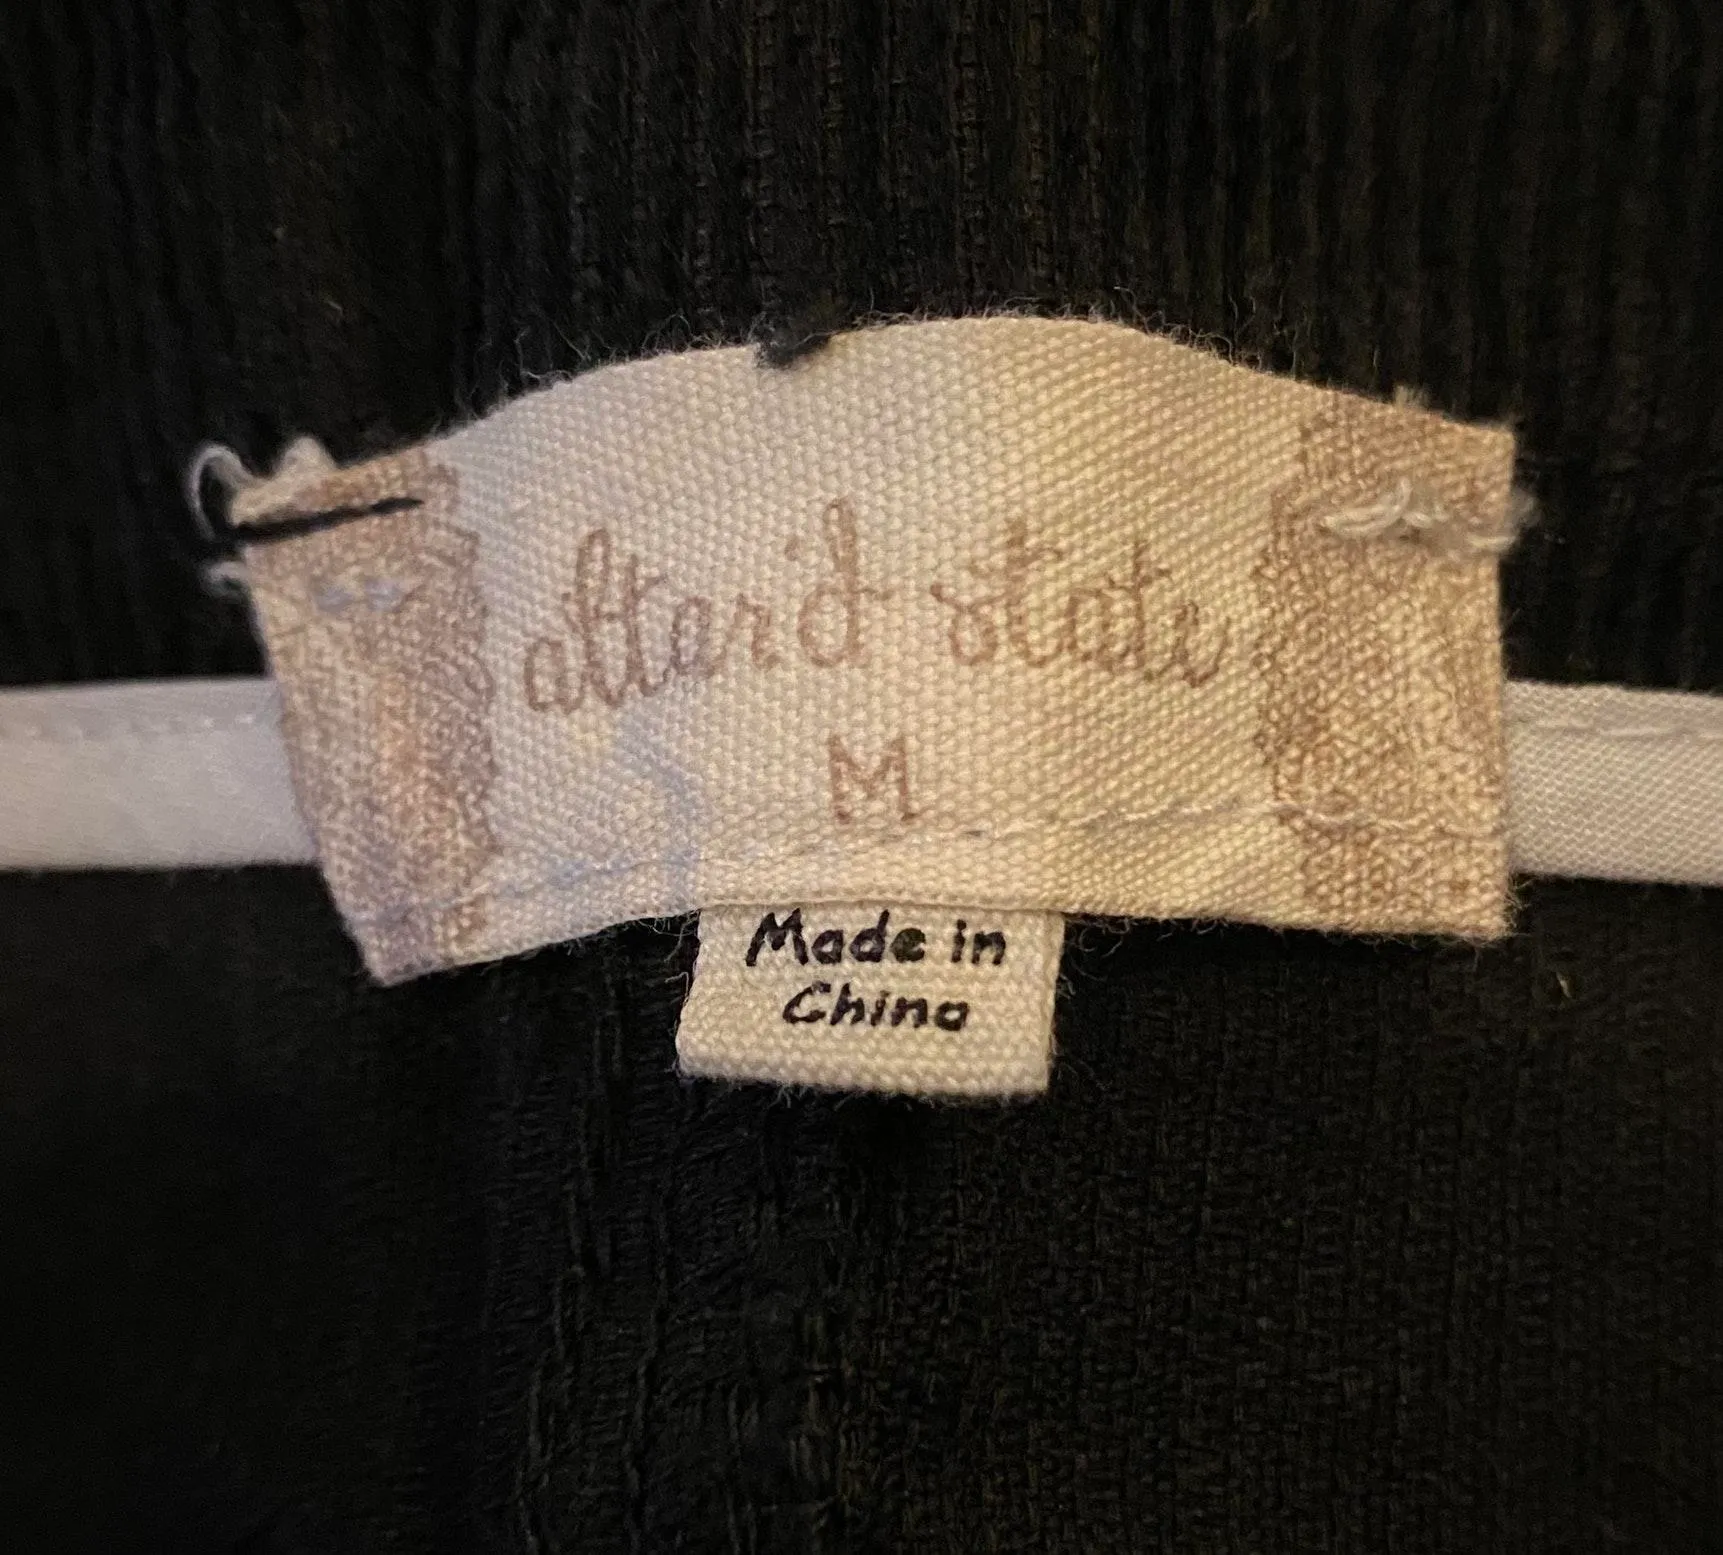 altar'd state
M
Made in
China